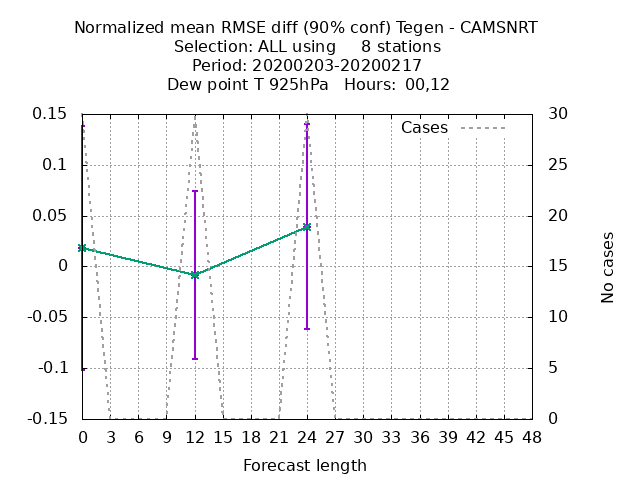 Normalized mean RMSE diff (90% conf) Tegen - CAMSNRT
Selection: ALL using     8 stations
Period: 20200203-20200217
Dew point T 925hPa   Hours:  00,12
Cases
0.15
0.1
0.05
0
-0.05
-0.1
-0.15
30
25
20
15
10
5
0
No cases
0 3 6 9 12 15 18 21 24 27 30 33 36 39 42 45 48
Forecast length